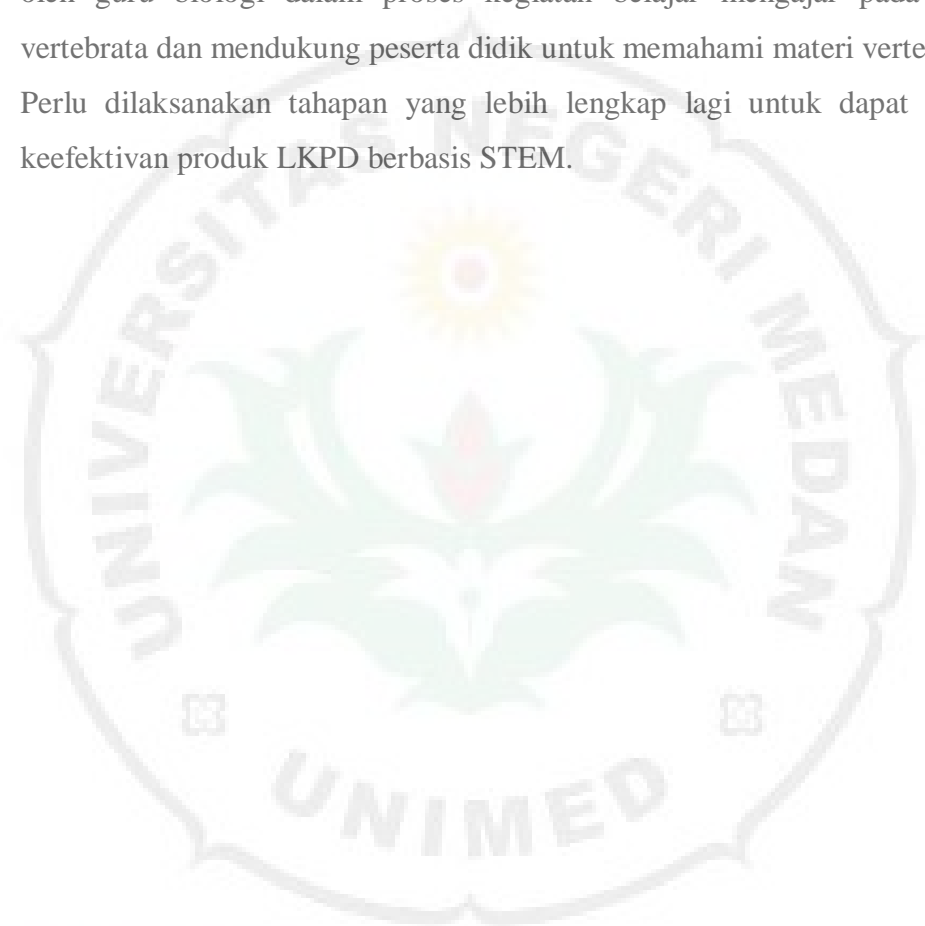 oleh guru biologi dalam proses kegiatan belajar mengajar pada
vertebrata dan mendukung peserta didik untuk memahami materi verte
Perlu dilaksanakan tahapan yang lebih lengkap lagi untuk dapat
keefektivan produk LKPD berbasis STEM.
UNIVERSITAS NEGERI MEDAN
UNIMED